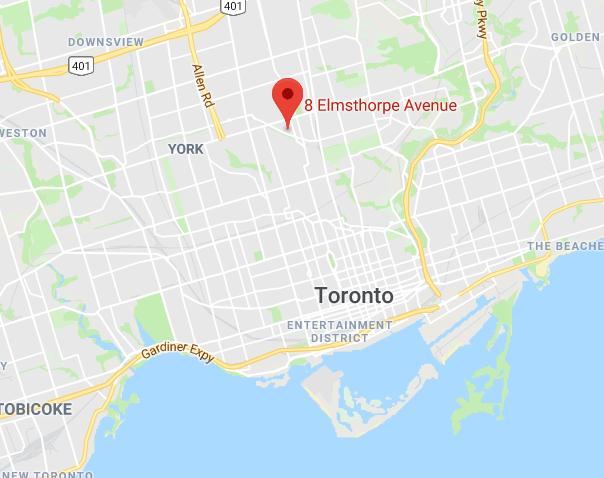 401
y Pkwy
DOWNSVIEW
GOLDEN
401
Allen Rd
8 Elmsthorpe Avenue
WESTON
YORK
THE BEACHE
Toronto
ENTERTAINMENT
DISTRICT
Gardiner Expy
Y
TOBICOKE
NEW TORONTO